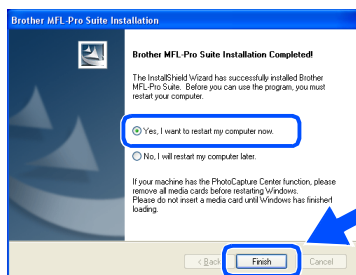 Brother MFL-Pro Suite Installation
Brother MFL-Pro Suite Installation Completed!
The InstallShield Wizard has successfully installed Brother
MFL-Pro Suite. Before you can use the program, you must
restart your computer.
Yes, I want to restart my computer now.
No, I will restart my computer later.
If your machine has the PhotoCapture Center function, please
remove all media cards before restarting Windows.
Please do not insert a media card until Windows has finished
loading.
< Back
Finish
Cancel